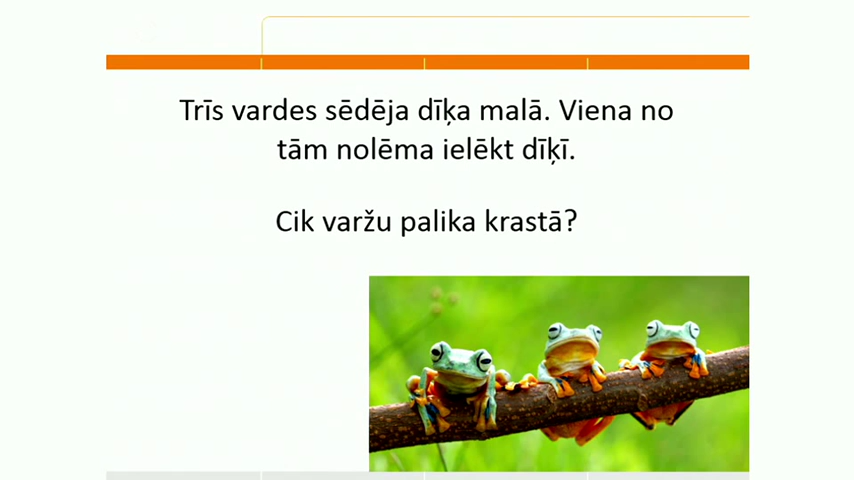 Trīs vardes sēdēja dīķa malā. Viena no
tām nolēma ielēkt dīķī.
Cik varžu palika krastā?